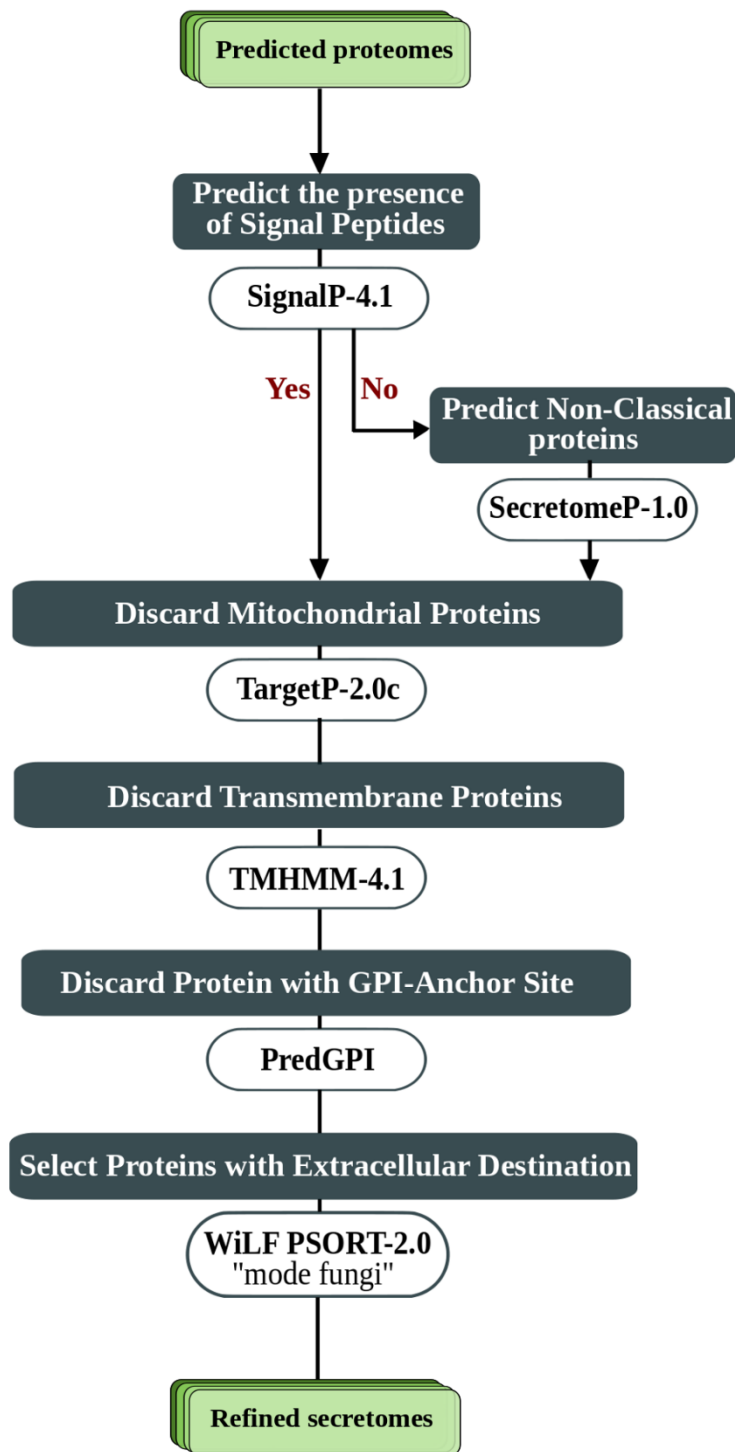 Predicted proteomes
Predict the presence
of Signal Peptides
SignalP-4.1
Yes
No
Predict Non-Classical
proteins
SecretomeP-1.0
Discard Mitochondrial Proteins
TargetP-2.0c
Discard Transmembrane Proteins
TMHMM-4.1
Discard Protein with GPI-Anchor Site
PredGPI
Select Proteins with Extracellular Destination
WiLF PSORT-2.0
"mode fungi"
Refined secretomes